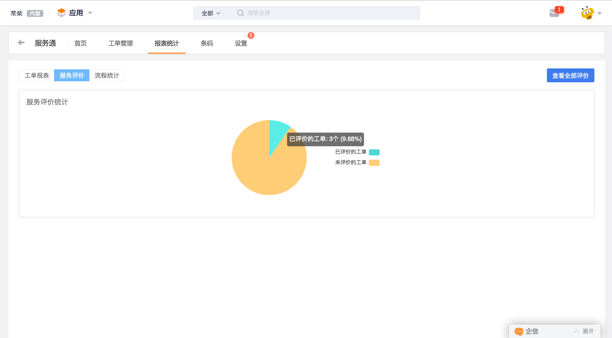 常柴 内测 应用 全部 搜索全部 1
服务通 首页 工单管理 报表统计 条码 设置 !
工单报表 服务评价 流程统计 查看全部评价
服务评价统计
已评价的工单: 3个 (9.68%)
已评价的工单
未评价的工单
企信 展开